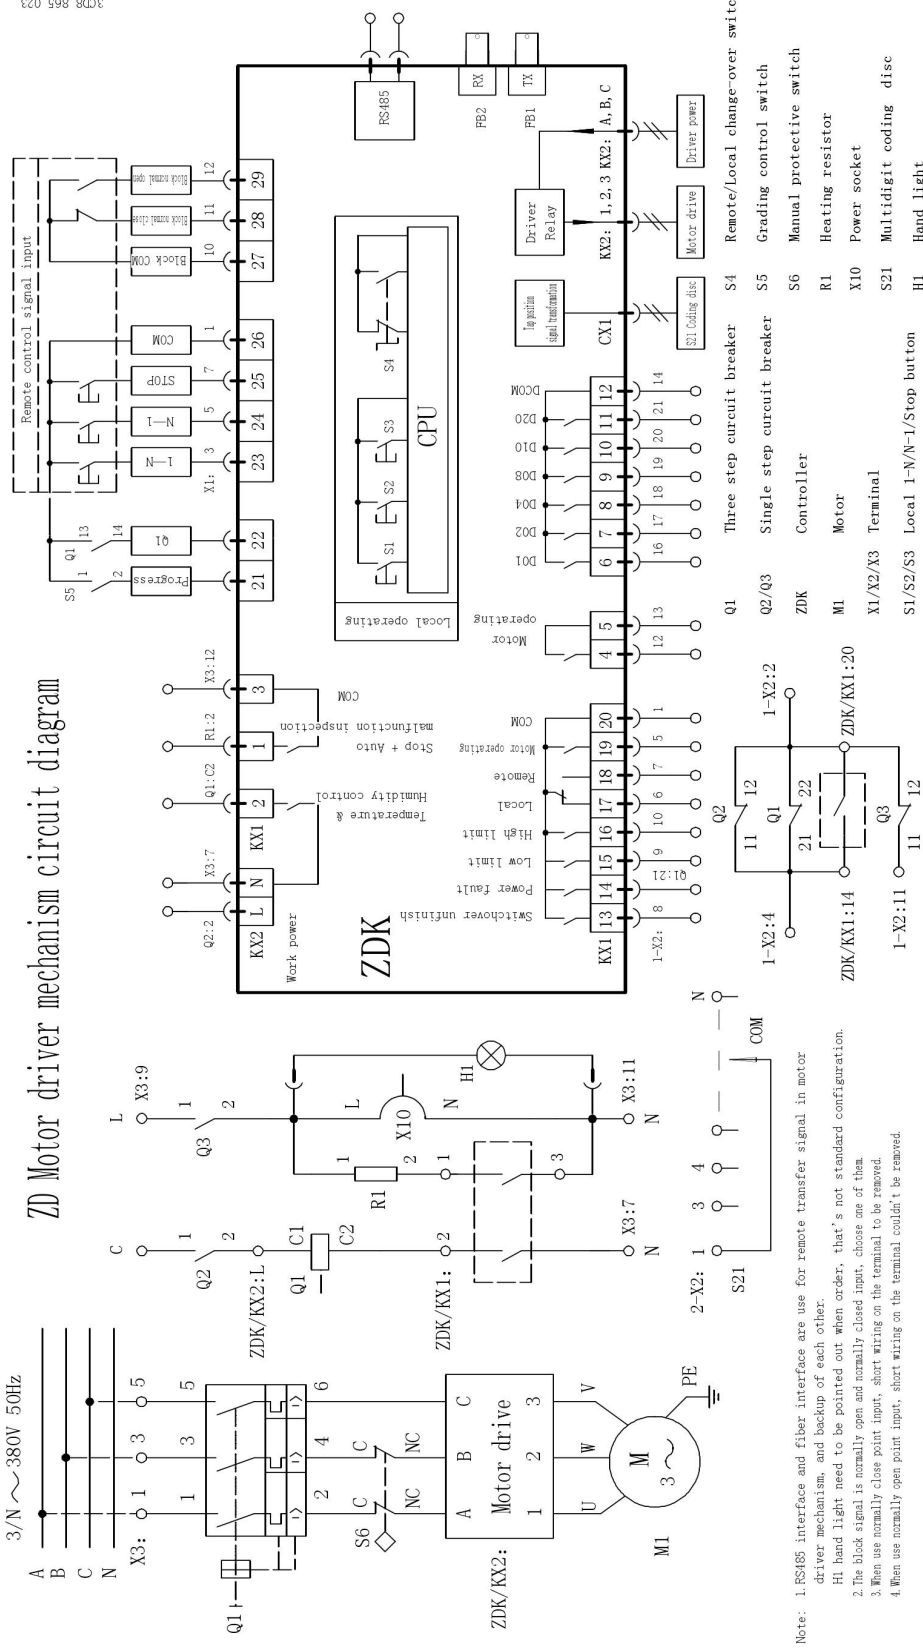 3CD8 865 023
ZD Motor driver mechanism circuit diagram
3/N～380V 50Hz
A
B
C
N
X3: 1 3 5
Q1
1 3 5
2 4 6
S6
C C
NC NC
ZDK/KX2:
A B C
Motor drive
1 2 3
U W V
M
3～
M1
PE
C
L
X3:9
Q2
1
2
Q3
1
2
ZDK/KX2:L
Q1
C1
C2
R1
1
2
X10
L
N
H1
ZDK/KX1:
2
1
3
X3:7
N
X3:11
N
2-X2: 1 3 4 N
S21
COM
Remote control signal input
S5
1
2
Q1
13
14
Progress
Q1
1—N
N—1
STOP
COM
Block COM
Block normal close
Block normal open
X1: 3 5 7 1 10 11 12
21 22 23 24 25 26 27 28 29
Q2:2
X3:7
Q1:C2
R1:2
X3:12
L N 2 1 3
KX2
KX1
Work power
Temperature &
Humidity control
Stop + Auto
malfunction inspection
COM
ZDK
Local operating
S1
S2
S3
S4
CPU
RS485
RX
TX
FB2
FB1
Driver
Relay
KX2: 1, 2, 3
KX2: A, B, C
Motor drive
Driver power
Top position
signal transformation
CX1
S21 Coding disc
Switchover unfinish
Power fault
Low limit
High limit
Local
Remote
Motor operating
COM
KX1
13 14 15 16 17 18 19 20
1-X2:
8
Q1:21
9
10
6
7
5
1
Motor
operating
4 5
12 13
D01
D02
D04
D08
D10
D20
DCOM
6 7 8 9 10 11 12
16 17 18 19 20 21 14
1-X2:4
1-X2:2
Q2
11
12
Q1
21
22
ZDK/KX1:14
ZDK/KX1:20
Q3
11
12
1-X2:11
Q1 Three step curcuit breaker
Q2/Q3 Single step curcuit breaker
ZDK Controller
M1 Motor
X1/X2/X3 Terminal
S1/S2/S3 Local 1-N/N-1/Stop button
S4 Remote/Local change-over switc
S5 Grading control switch
S6 Manual protective switch
R1 Heating resistor
X10 Power socket
S21 Multidigit coding disc
H1 Hand light
Note: 1.RS485 interface and fiber interface are use for remote transfer signal in motor
driver mechanism, and backup of each other.
H1 hand light need to be pointed out when order, that's not standard configuration.
2.The block signal is normally open and normally closed input, choose one of them.
3.When use normally close point input, short wiring on the terminal to be removed.
4.When use normally open point input, short wiring on the terminal couldn't be removed.